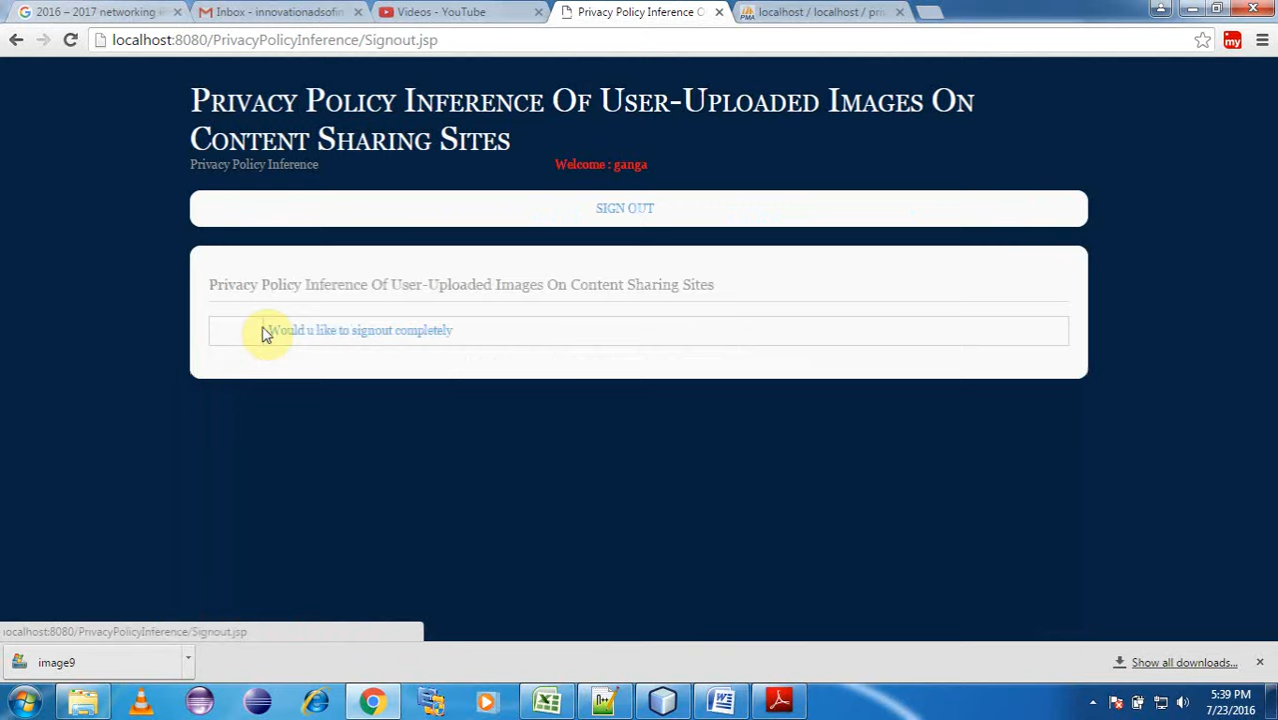 2016 – 2017 networking
Inbox - innovationadsofin
Videos - YouTube
Privacy Policy Inference O
localhost / localhost / pri
localhost:8080/PrivacyPolicyInference/Signout.jsp
my
PRIVACY POLICY INFERENCE OF USER-UPLOADED IMAGES ON
CONTENT SHARING SITES
Privacy Policy Inference
Welcome : ganga
SIGN OUT
Privacy Policy Inference Of User-Uploaded Images On Content Sharing Sites
Would u like to signout completely
localhost:8080/PrivacyPolicyInference/Signout.jsp
image9
Show all downloads...
5:39 PM
7/23/2016